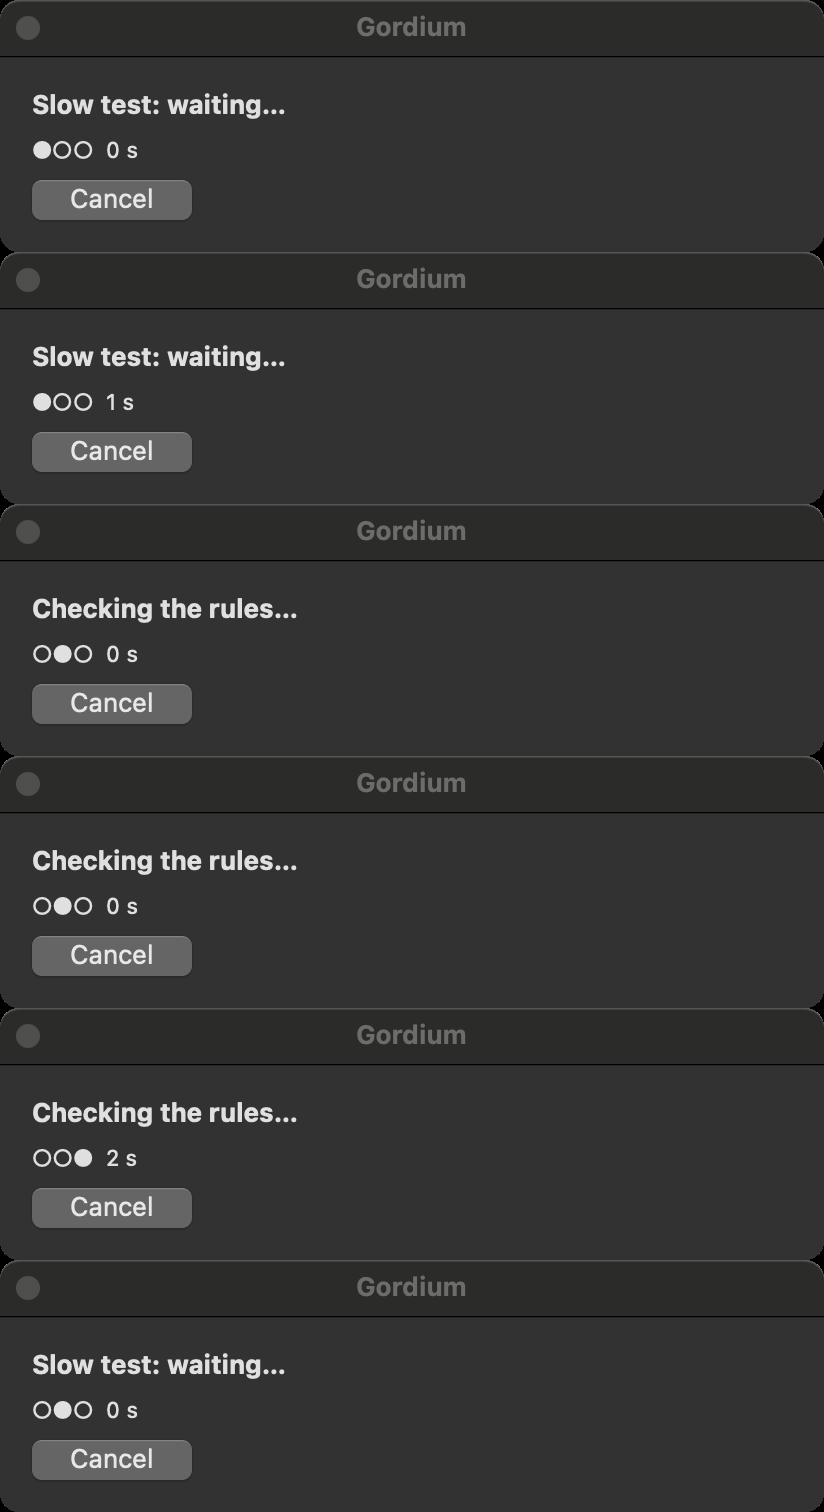 Gordium
Slow test: waiting...
●○○ 0 s
Cancel
Gordium
Slow test: waiting...
●○○ 1 s
Cancel
Gordium
Checking the rules...
○●○ 0 s
Cancel
Gordium
Checking the rules...
○●○ 0 s
Cancel
Gordium
Checking the rules...
○○● 2 s
Cancel
Gordium
Slow test: waiting...
○●○ 0 s
Cancel